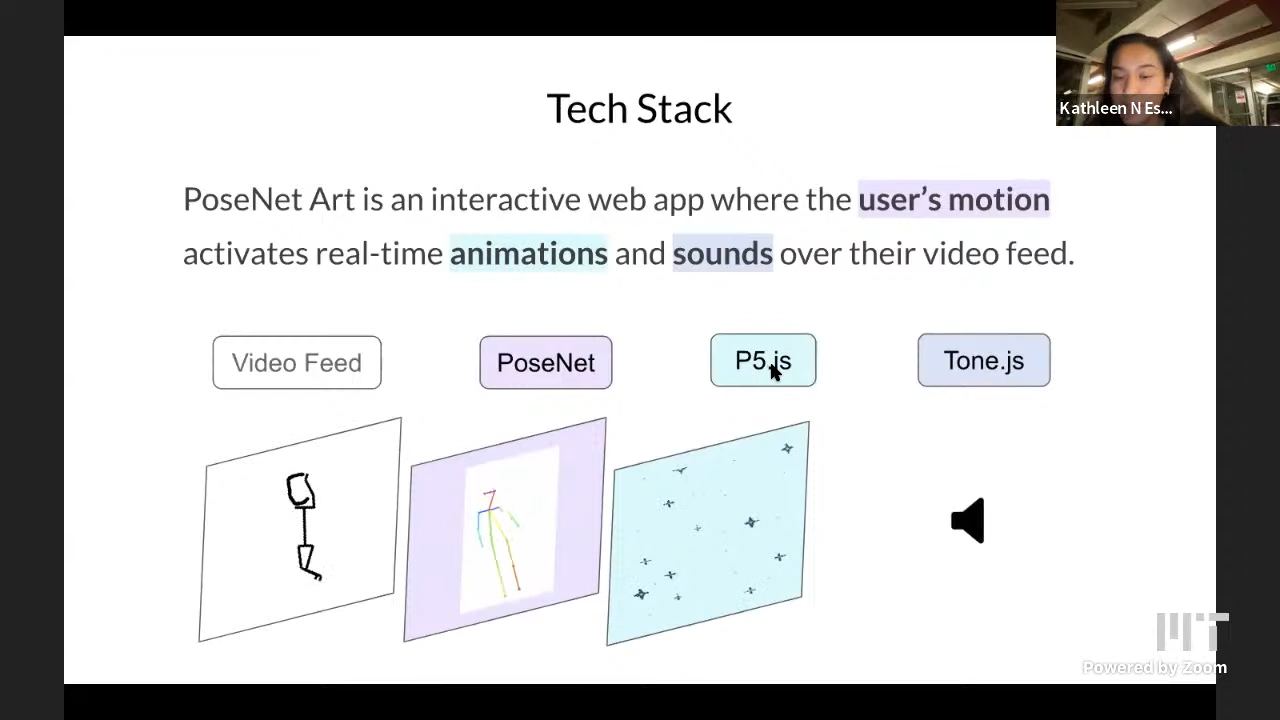 Tech Stack
Kathleen N Es...
PoseNet Art is an interactive web app where the user’s motion
activates real-time animations and sounds over their video feed.
Video Feed
PoseNet
P5.js
Tone.js
MIT
Powered by Zoom